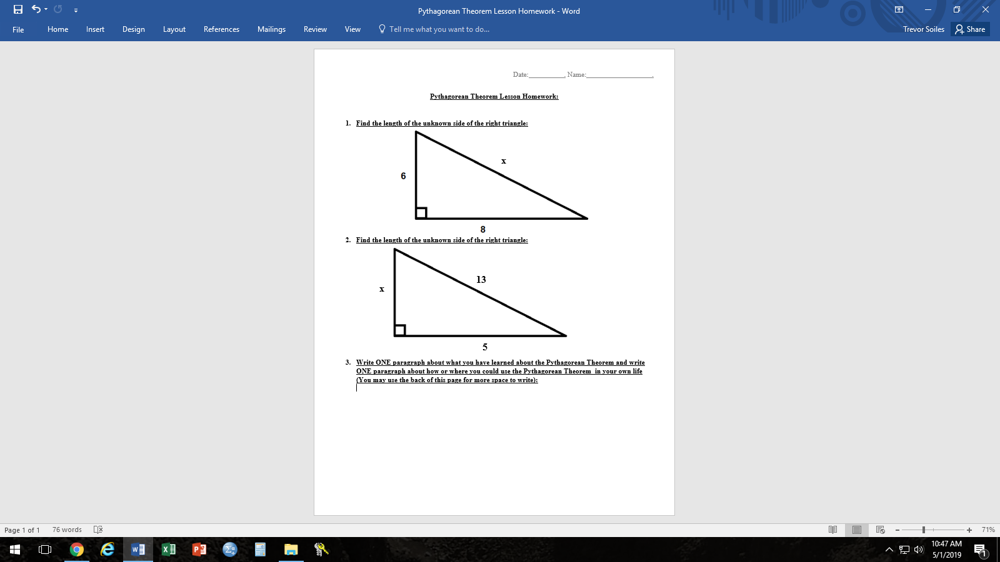 Pythagorean Theorem Lesson Homework - Word
File Home Insert Design Layout References Mailings Review View Tell me what you want to do... Trevor Soiles Share
Date:__________. Name:___________________.
Pythagorean Theorem Lesson Homework:
1. Find the length of the unknown side of the right triangle:
x
6
8
2. Find the length of the unknown side of the right triangle:
13
x
5
3. Write ONE paragraph about what you have learned about the Pythagorean Theorem and write
ONE paragraph about how or where you could use the Pythagorean Theorem in your own life
(You may use the back of this page for more space to write):
Page 1 of 1 76 words 71%
10:47 AM
5/1/2019
1